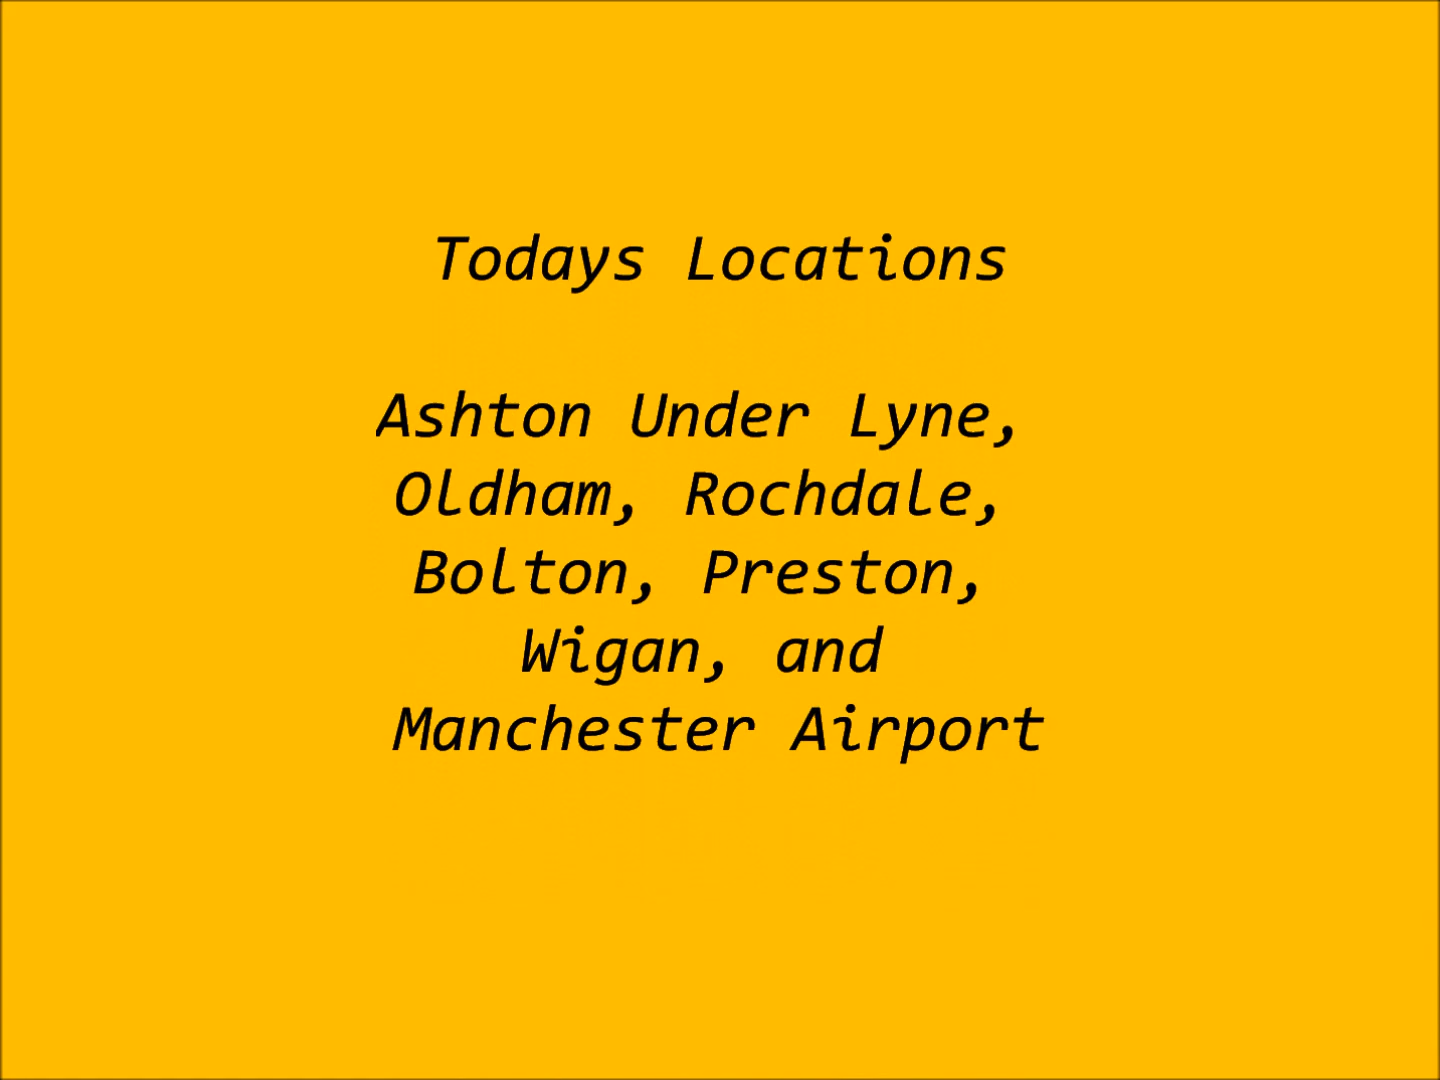 Todays Locations
Ashton Under Lyne,
Oldham, Rochdale,
Bolton, Preston,
Wigan, and
Manchester Airport